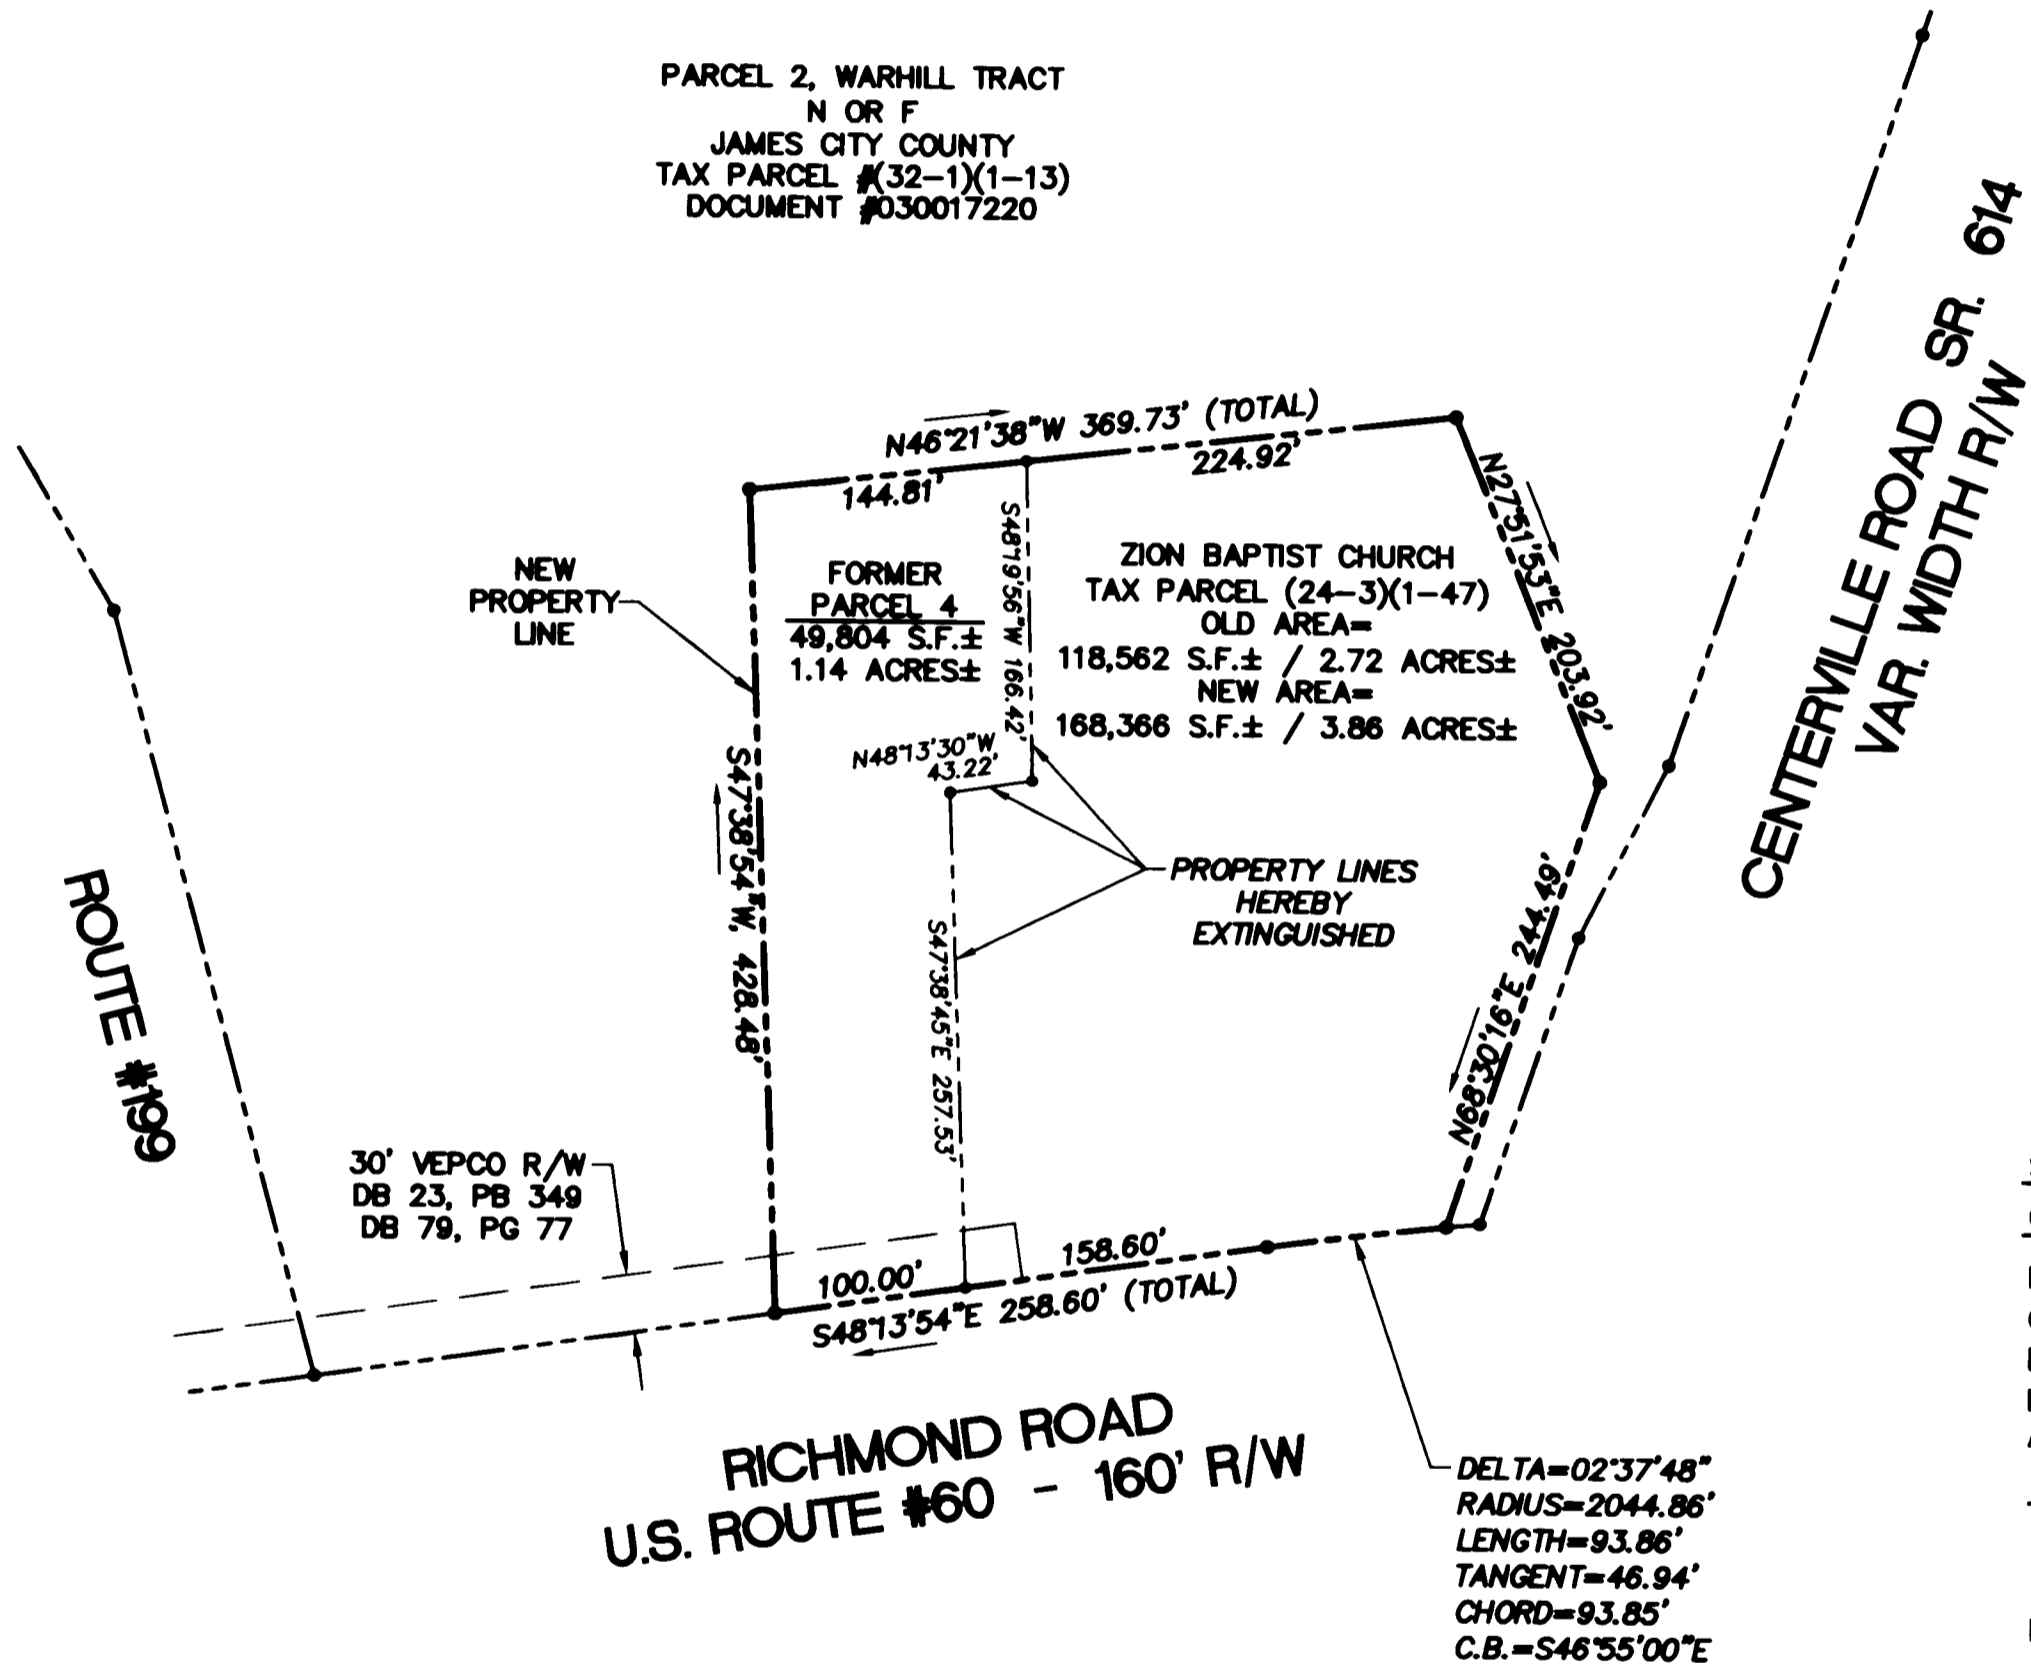 PARCEL 2, WARHILL TRACT
N OR F
JAMES CITY COUNTY
TAX PARCEL #(32-1)(1-13)
DOCUMENT #030017220
CENTERVILLE ROAD SR. 614
VAR. WIDTH R/W
N46°21'38"W 369.73' (TOTAL)
144.81'
224.92'
N27°51'53"E 203.92'
S48°19'56"W 166.42'
NEW
PROPERTY
LINE
FORMER
PARCEL 4
49,804 S.F.±
1.14 ACRES±
ZION BAPTIST CHURCH
TAX PARCEL (24-3)(1-47)
OLD AREA=
118,562 S.F.± / 2.72 ACRES±
NEW AREA=
168,366 S.F.± / 3.86 ACRES±
N48°13'30"W
43.22'
S47°38'54"W, 428.48'
PROPERTY LINES
HEREBY
EXTINGUISHED
S47°38'45"E 257.53'
N68°30'16"E 244.49'
ROUTE #199
30' VEPCO R/W
DB 23, PB 349
DB 79, PG 77
100.00'
158.60'
S48°13'54"E 258.60' (TOTAL)
RICHMOND ROAD
U.S. ROUTE #60 - 160' R/W
DELTA=02°37'48"
RADIUS=2044.86'
LENGTH=93.86'
TANGENT=46.94'
CHORD=93.85'
C.B.=S46°55'00"E